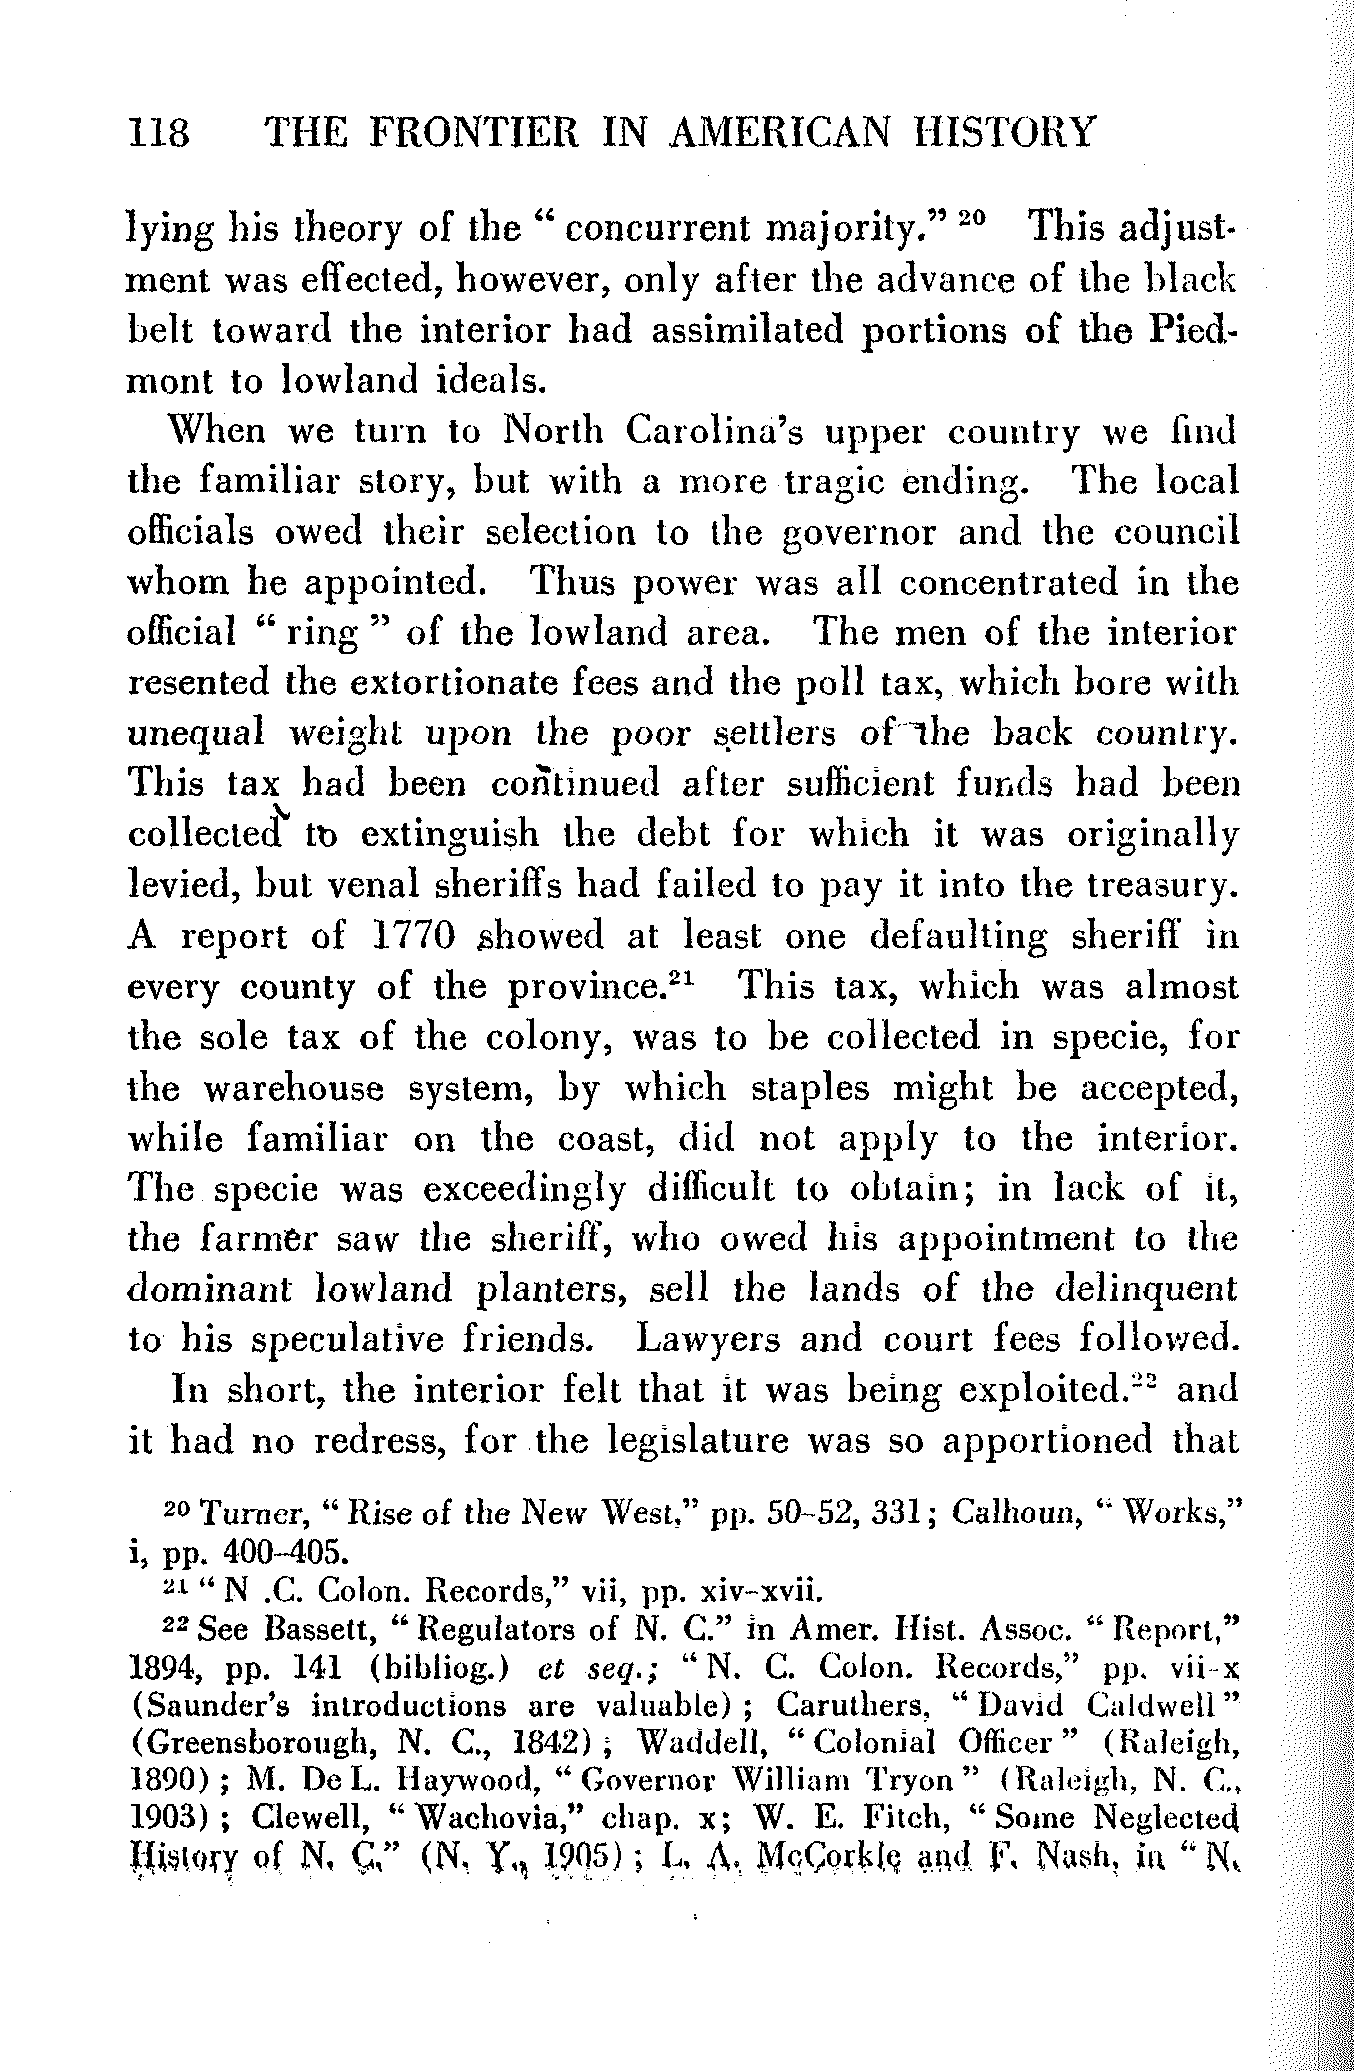 118 THE FRONTIER IN AMERICAN HISTORY
lying his theory of the “ concurrent majority.” 20 This adjust-
ment was effected, however, only after the advance of the black
belt toward the interior had assimilated portions of the Pied-
mont to lowland ideals.
When we turn to North Carolina's upper country we find
the familiar story, but with a more tragic ending. The local
officials owed their selection to the governor and the council
whom he appointed. Thus power was all concentrated in the
official “ ring ” of the lowland area. The men of the interior
resented the extortionate fees and the poll tax, which bore with
unequal weight upon the poor settlers of the back country.
This tax had been continued after sufficient funds had been
collected to extinguish the debt for which it was originally
levied, but venal sheriffs had failed to pay it into the treasury.
A report of 1770 showed at least one defaulting sheriff in
every county of the province.21 This tax, which was almost
the sole tax of the colony, was to be collected in specie, for
the warehouse system, by which staples might be accepted,
while familiar on the coast, did not apply to the interior.
The specie was exceedingly difficult to obtain; in lack of it,
the farmer saw the sheriff, who owed his appointment to the
dominant lowland planters, sell the lands of the delinquent
to his speculative friends. Lawyers and court fees followed.
In short, the interior felt that it was being exploited.22 and
it had no redress, for the legislature was so apportioned that
20 Turner, “ Rise of the New West,” pp. 50–52, 331; Calhoun, “ Works,”
i, pp. 400–405.
21 “ N .C. Colon. Records,” vii, pp. xiv–xvii.
22 See Bassett, “ Regulators of N. C.” in Amer. Hist. Assoc. “ Report,”
1894, pp. 141 (bibliog.) et seq.; “ N. C. Colon. Records,” pp. vii–x
(Saunder's introductions are valuable) ; Caruthers, “ David Caldwell ”
(Greensborough, N. C., 1842) ; Waddell, “ Colonial Officer ” (Raleigh,
1890) ; M. De L. Haywood, “ Governor William Tryon ” (Raleigh, N. C.,
1903) ; Clewell, “ Wachovia,” chap. x; W. E. Fitch, “ Some Neglected
History of N. C.” (N. Y., 1905) ; L. A. McCorkle and F. Nash, in “ N.